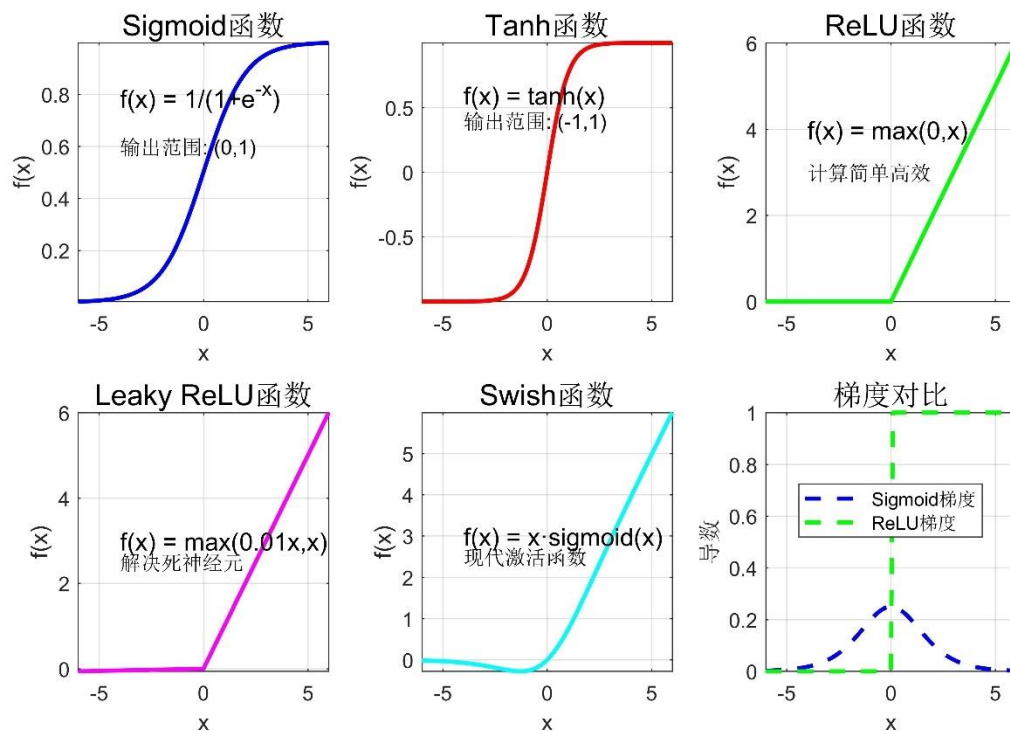 Sigmoid函数
f(x) = 1/(1+e^-x)
输出范围: (0,1)
0.8
0.6
0.4
0.2
f(x)
-5
0
5
x
Tanh函数
f(x) = tanh(x)
输出范围: (-1,1)
0.5
0
-0.5
f(x)
-5
0
5
x
ReLU函数
f(x) = max(0,x)
计算简单高效
6
4
2
0
f(x)
-5
0
5
x
Leaky ReLU函数
f(x) = max(0.01x,x)
解决死神经元
6
4
2
0
f(x)
-5
0
5
x
Swish函数
f(x) = x·sigmoid(x)
现代激活函数
5
4
3
2
1
0
f(x)
-5
0
5
x
梯度对比
Sigmoid梯度
ReLU梯度
1
0.8
0.6
0.4
0.2
0
导数
-5
0
5
x